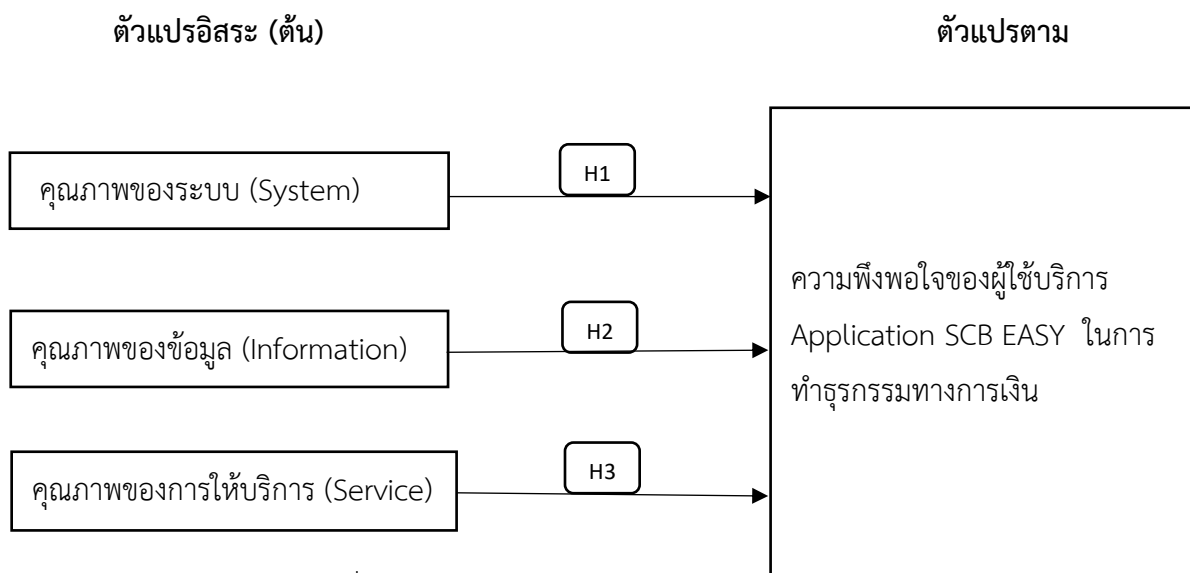 ตัวแปรอิสระ (ต้น)
ตัวแปรตาม
คุณภาพของระบบ (System)
H1
คุณภาพของข้อมูล (Information)
H2
คุณภาพของการให้บริการ (Service)
H3
ความพึงพอใจของผู้ใช้บริการ
Application SCB EASY ในการ
ทำธุรกรรมทางการเงิน